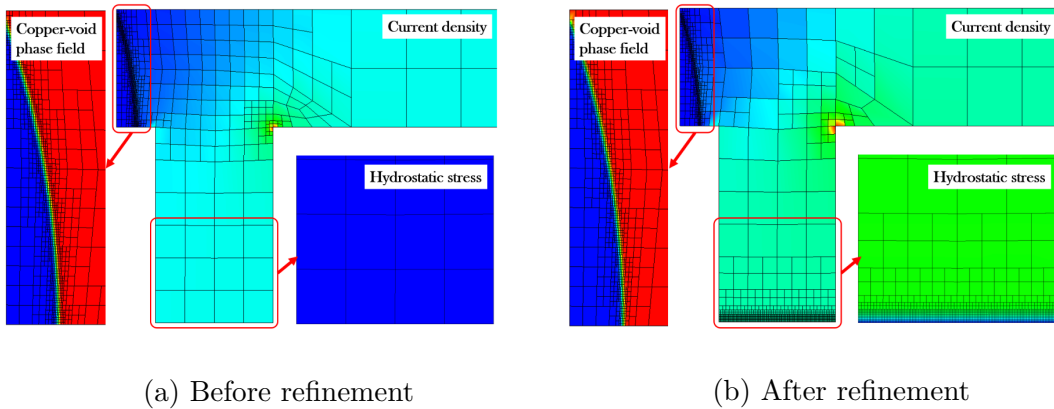 Copper-void
phase field
Current density
Hydrostatic stress
(a) Before refinement
Copper-void
phase field
Current density
Hydrostatic stress
(b) After refinement